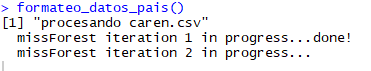 > formateo_datos_pais()
[1] "procesando caren.csv"
  missForest iteration 1 in progress...done!
  missForest iteration 2 in progress...